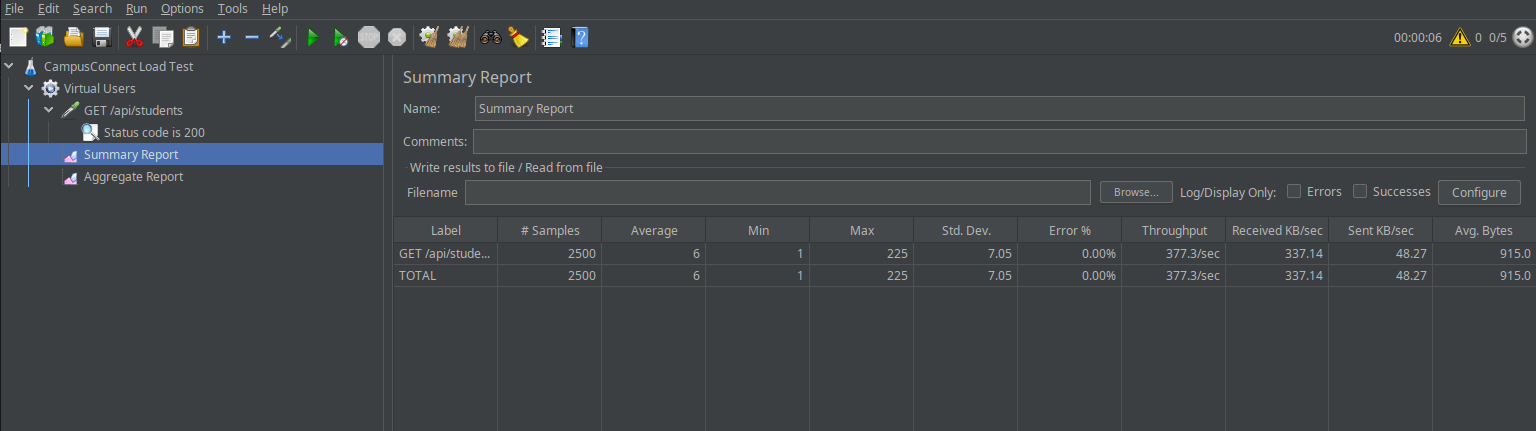 File Edit Search Run Options Tools Help
STOP ? 00:00:06 0 0/5
CampusConnect Load Test
Virtual Users
GET /api/students
Status code is 200
Summary Report
Aggregate Report
Summary Report
Name: Summary Report
Comments:
Write results to file / Read from file
Filename Browse... Log/Display Only: Errors Successes Configure
Label # Samples Average Min Max Std. Dev. Error % Throughput Received KB/sec Sent KB/sec Avg. Bytes
GET /api/stude... 2500 6 1 225 7.05 0.00% 377.3/sec 337.14 48.27 915.0
TOTAL 2500 6 1 225 7.05 0.00% 377.3/sec 337.14 48.27 915.0